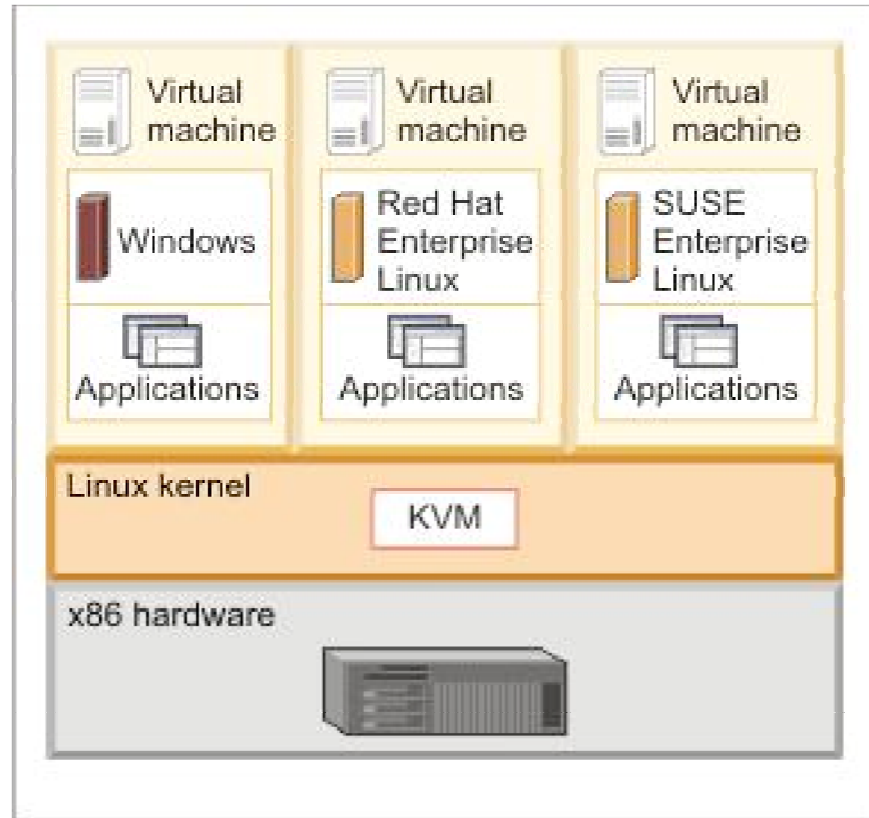 Virtual
machine
Windows
Applications
Virtual
machine
Red Hat
Enterprise
Linux
Applications
Virtual
machine
SUSE
Enterprise
Linux
Applications
Linux kernel
KVM
x86 hardware